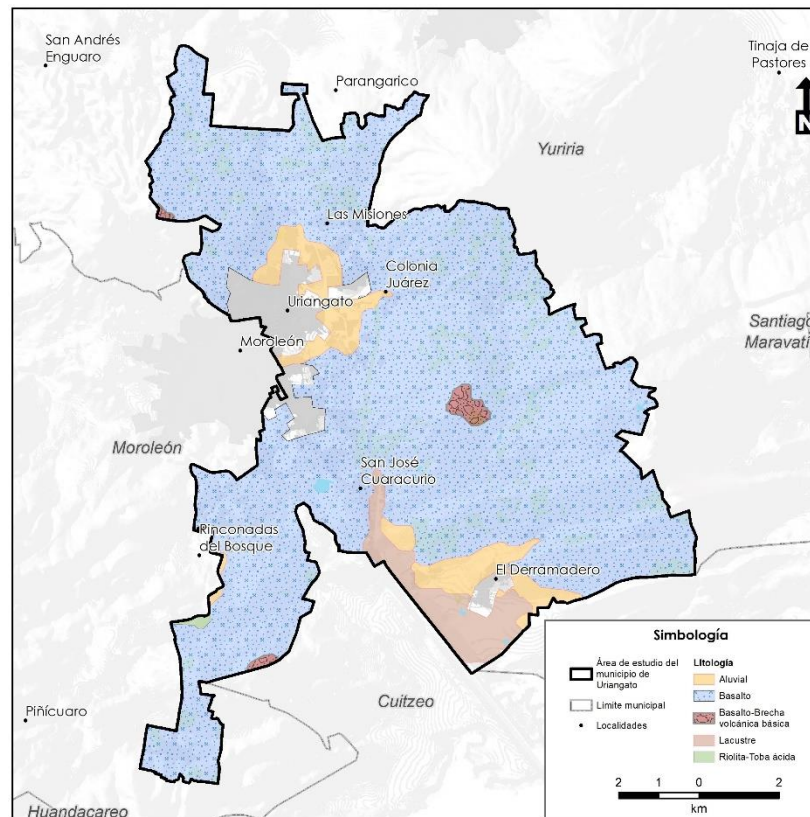 San Andrés
Enguaro
Parangarico
Tinaja de
Pastores
N
Yuriria
Las Misiones
Colonia
Juárez
Uriangato
Moroleón
Santiago
Maravatí
Moroleón
San José
Cuaracurio
Rinconadas
del Bosque
El Derramadero
Piñícuaro
Cuitzeo
Huandacareo
Simbología
Área de estudio del
municipio de
Uriangato
Limite municipal
Localidades
Litología
Aluvial
Basalto
Basalto-Brecha
volcánica básica
Lacustre
Riolita-Toba ácida
2 1 0 2
km